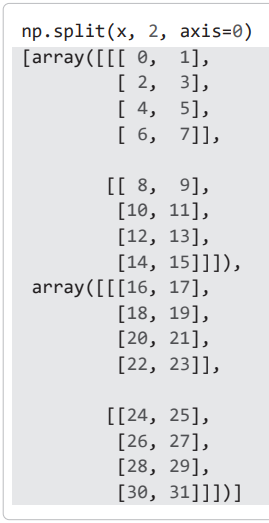 np.split(x, 2, axis=0)
[array([[[ 0,  1],
         [ 2,  3],
         [ 4,  5],
         [ 6,  7]],

        [[ 8,  9],
         [10, 11],
         [12, 13],
         [14, 15]]]),
 array([[[16, 17],
         [18, 19],
         [20, 21],
         [22, 23]],

        [[24, 25],
         [26, 27],
         [28, 29],
         [30, 31]]])]